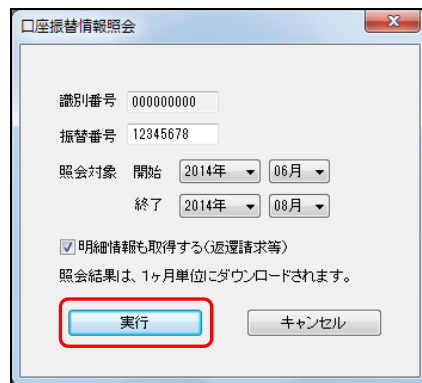 口座振替情報照会
識別番号 000000000
振替番号 12345678
照会対象 開始 2014年 06月
終了 2014年 08月
明細情報も取得する(返還請求等)
照会結果は、1ヶ月単位にダウンロードされます。
実行 キャンセル